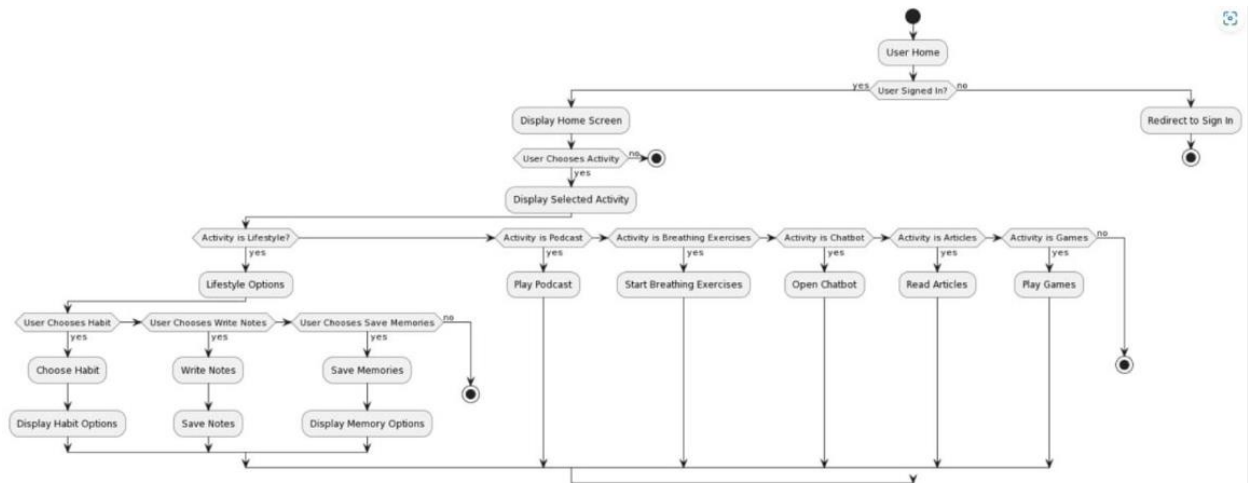 User Home
yes
User Signed In?
no
Display Home Screen
Redirect to Sign In
User Chooses Activity
no
yes
Display Selected Activity
Activity is Lifestyle?
Activity is Podcast
Activity is Breathing Exercises
Activity is Chatbot
Activity is Articles
Activity is Games
no
yes
yes
yes
yes
yes
yes
Lifestyle Options
Play Podcast
Start Breathing Exercises
Open Chatbot
Read Articles
Play Games
User Chooses Habit
User Chooses Write Notes
User Chooses Save Memories
no
yes
yes
yes
Choose Habit
Write Notes
Save Memories
Display Habit Options
Save Notes
Display Memory Options